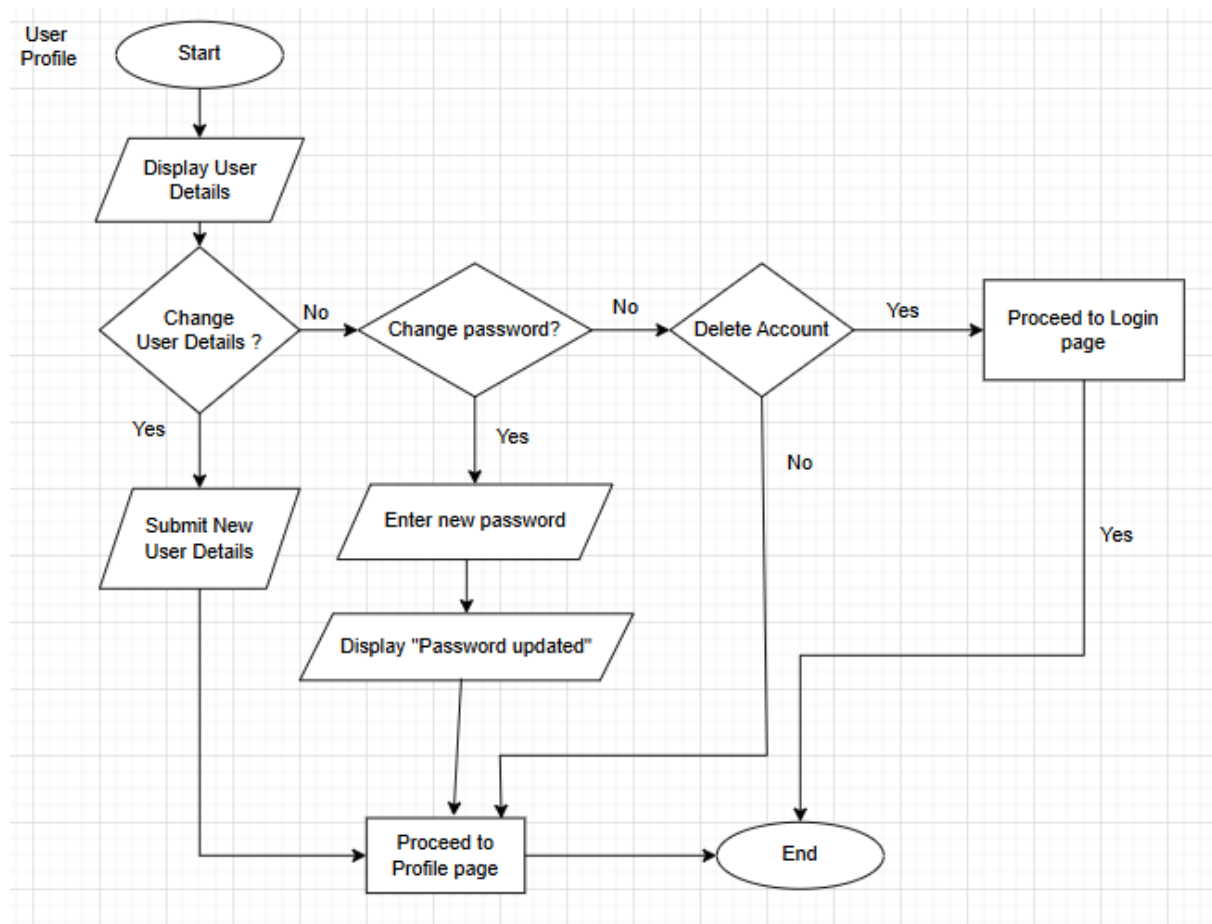 User
Profile
Start
Display User
Details
Change
User Details ?
No
Change password?
No
Delete Account
Yes
Proceed to Login
page
Yes
Yes
No
Submit New
User Details
Enter new password
Yes
Display "Password updated"
Proceed to
Profile page
End